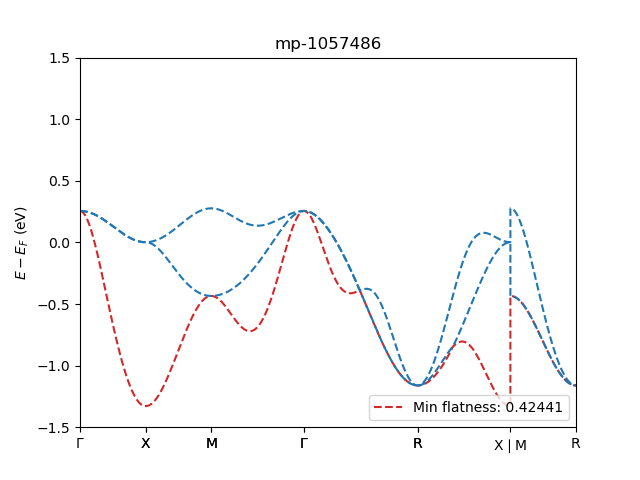 mp-1057486
E − E_F (eV)
1.5
1.0
0.5
0.0
−0.5
−1.0
−1.5
Min flatness: 0.42441
Γ X M Γ R X | M R